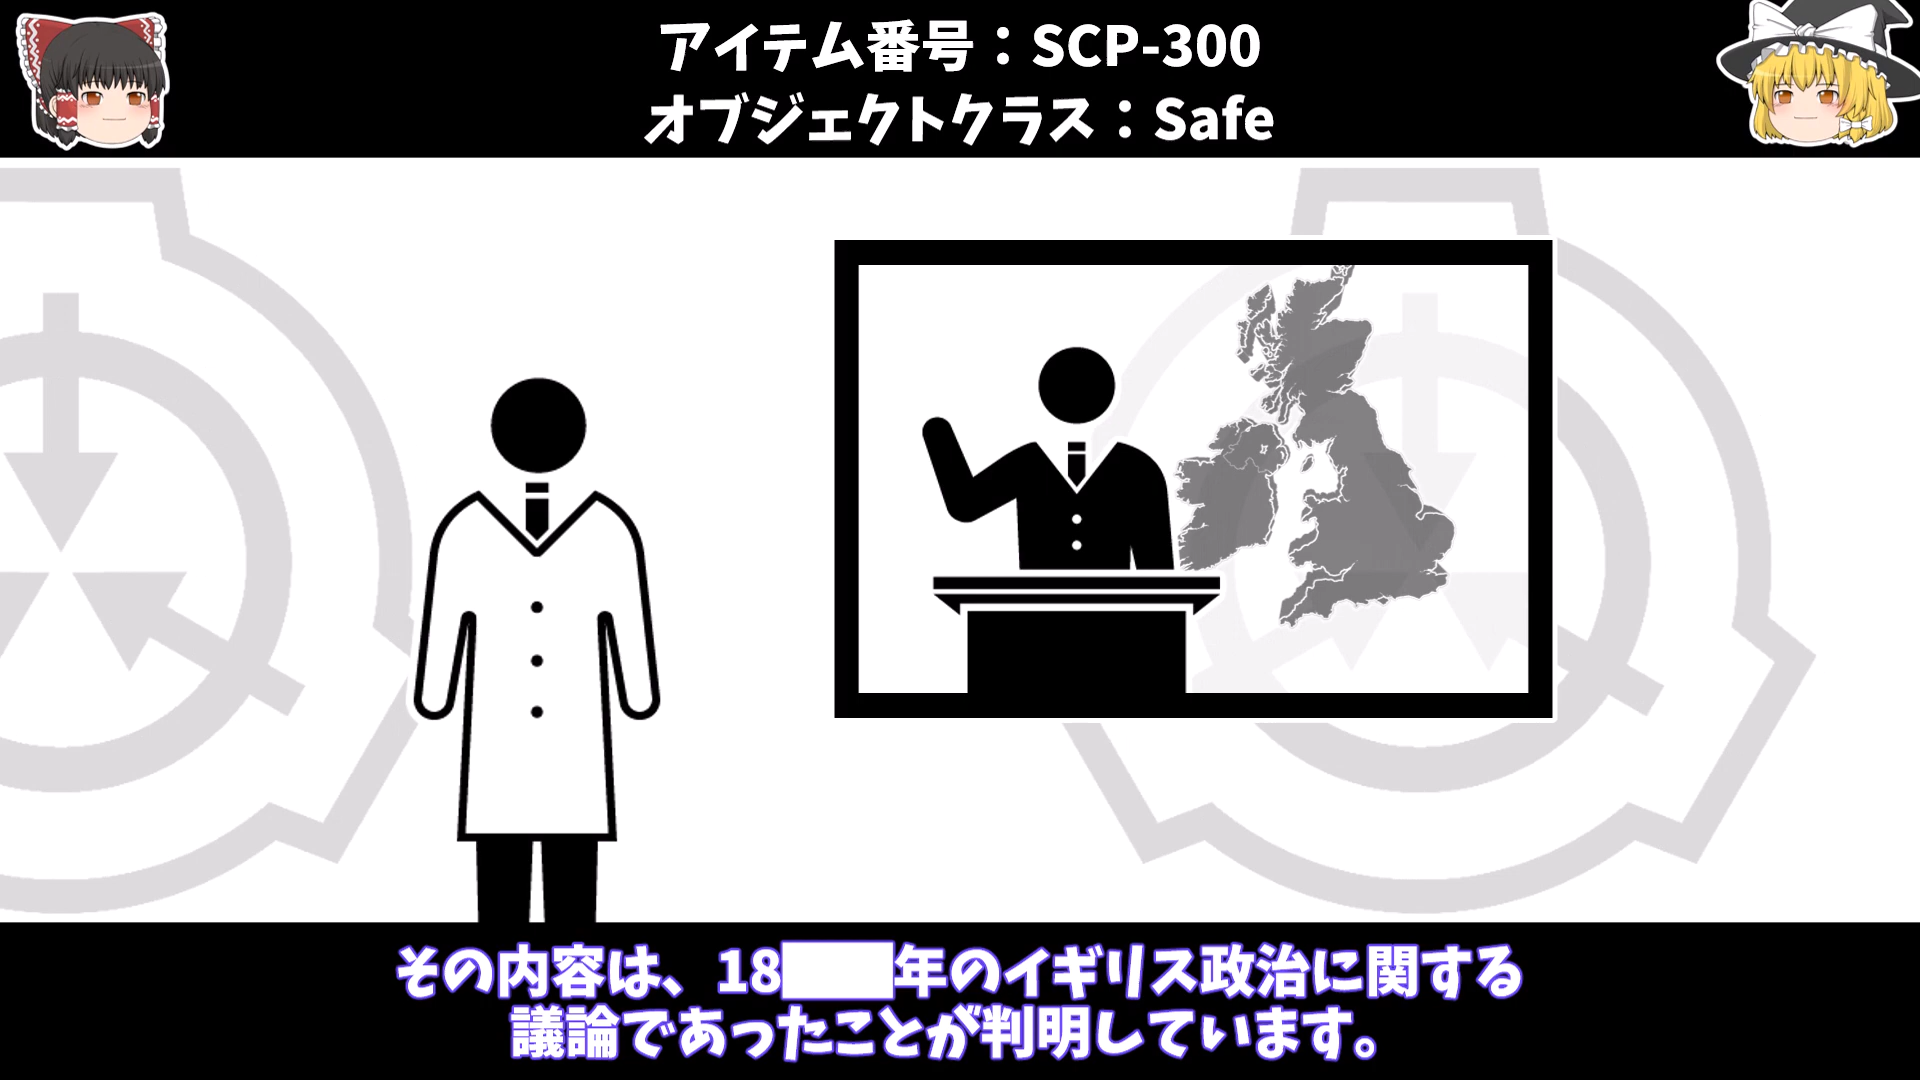 アイテム番号：SCP-300
オブジェクトクラス：Safe
その内容は、18██年のイギリス政治に関する
議論であったことが判明しています。